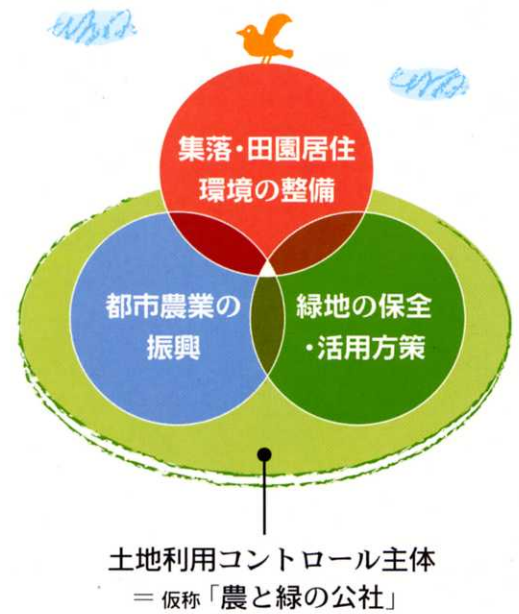 集落・田園居住
環境の整備
都市農業の
振興
緑地の保全
・活用方策
土地利用コントロール主体
＝仮称「農と緑の公社」